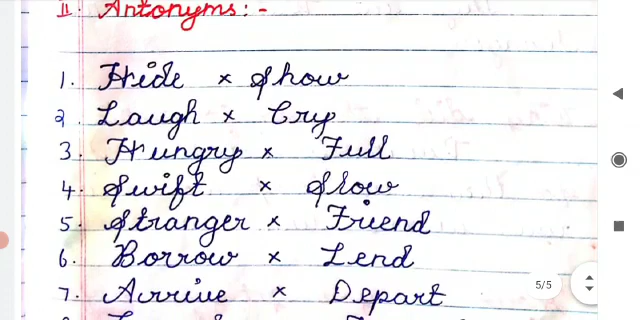 II. Antonyms: -
1. Hide × Show
2. Laugh × Cry
3. Hungry × Full
4. Swift × Slow
5. Stranger × Friend
6. Borrow × Lend
7. Arrive × Depart
5/5